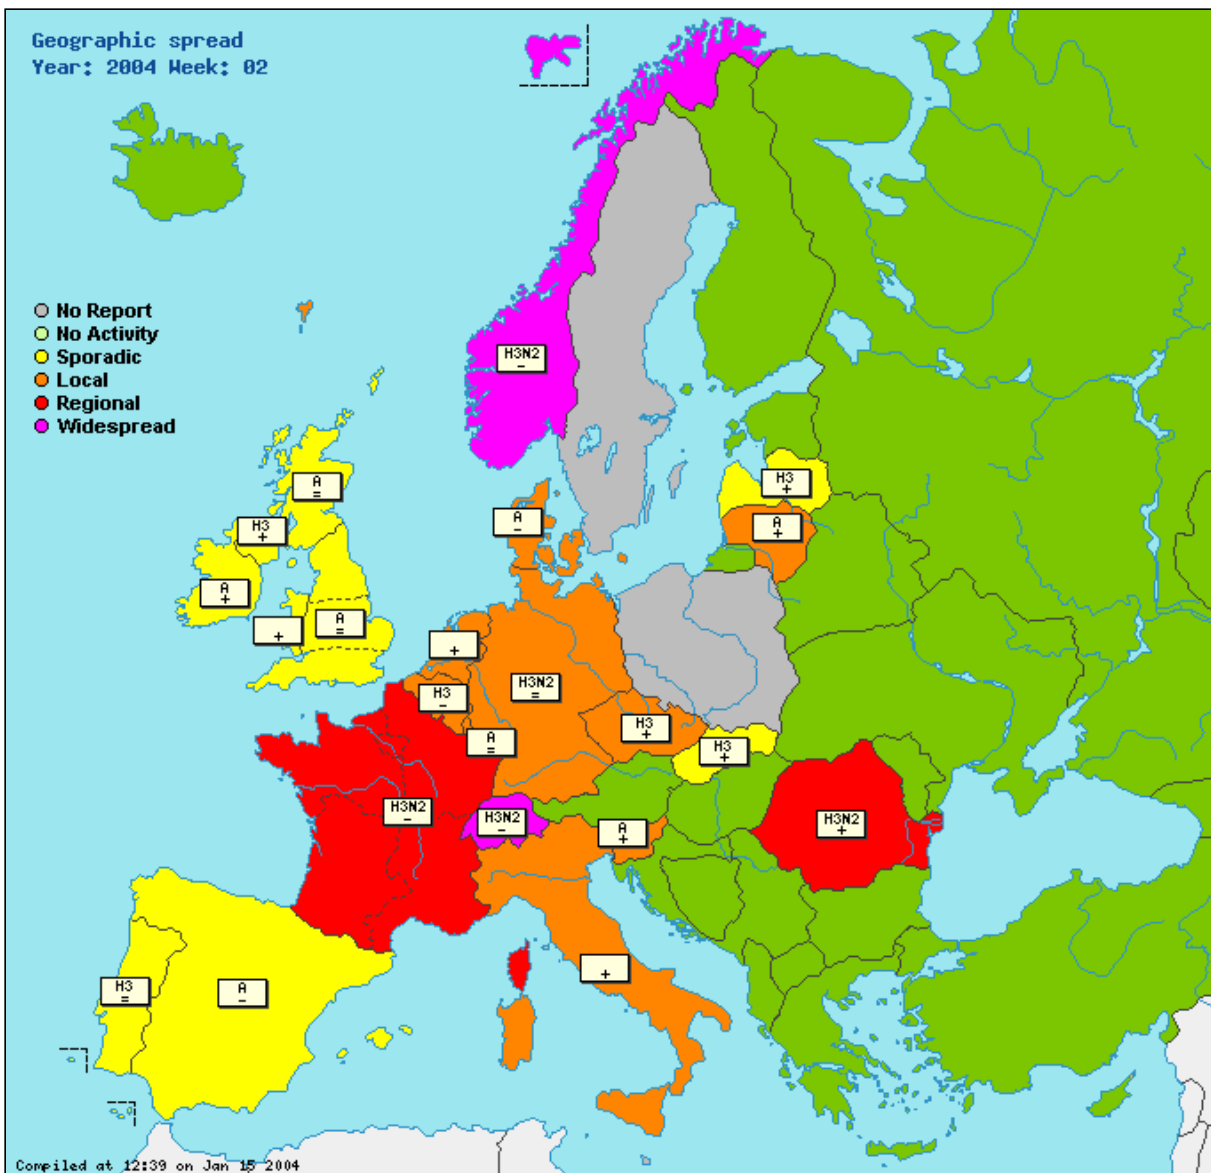 Geographic spread
Year: 2004 Week: 02
No Report
No Activity
Sporadic
Local
Regional
Widespread
H3N2
-
A
=
H3
+
A
+
+
A
=
A
-
H3
+
A
+
+
H3
-
H3N2
=
A
=
H3
+
H3
+
H3N2
-
H3N2
-
A
+
H3N2
+
+
H3
=
A
-
Compiled at 12:39 on Jan 15 2004